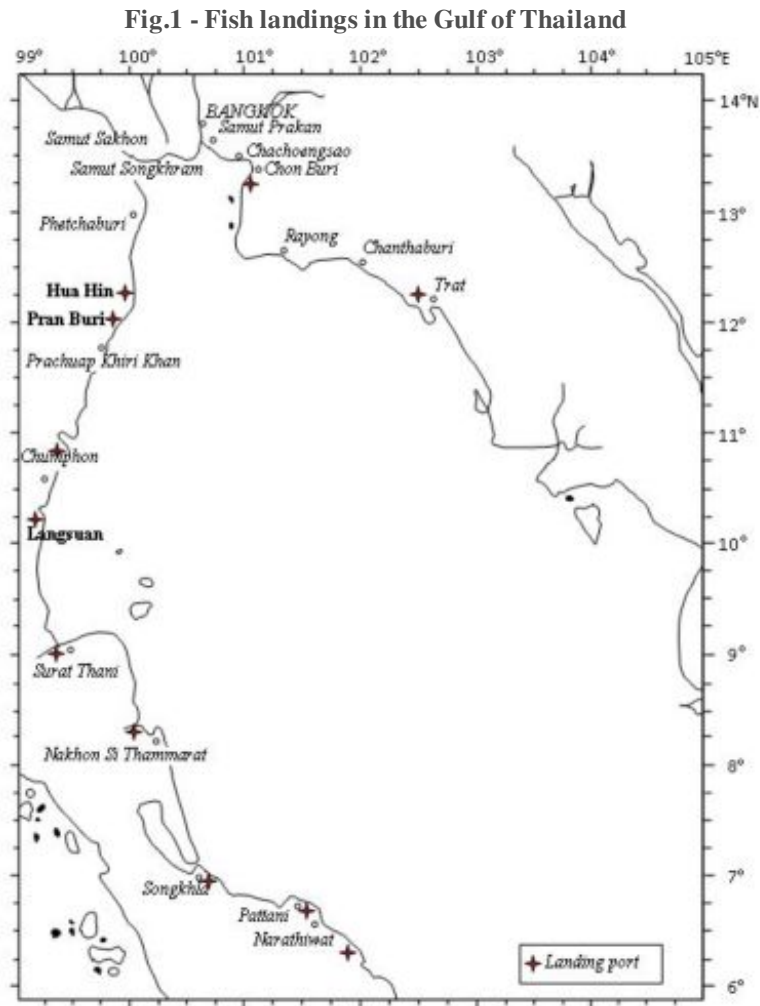 Fig.1 - Fish landings in the Gulf of Thailand
99° 100° 101° 102° 103° 104° 105°E
14°N
BANGKOK
Samut Prakan
Samut Sakhon
Chachoengsao
Samut Songkhram
Chon Buri
13°
Phetchaburi
Rayong
Chanthaburi
Trat
Hua Hin
Pran Buri
12°
Prachuap Khiri Khan
11°
Chumphon
Langsuan
10°
9°
Surat Thani
Nakhon Si Thammarat
8°
7°
Songkhla
Pattani
Narathiwat
Landing port
6°